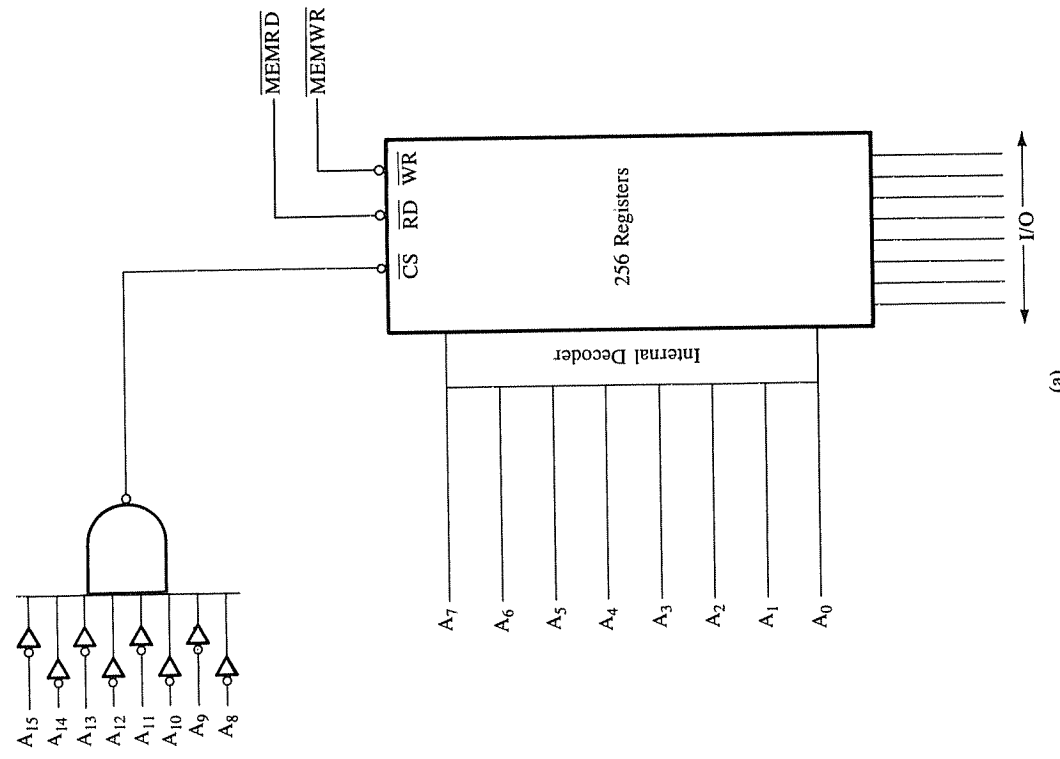 A15
A14
A13
A12
A11
A10
A9
A8
MEMRD
MEMWR
CS
RD
WR
256 Registers
Internal Decoder
A7
A6
A5
A4
A3
A2
A1
A0
I/O
(a)